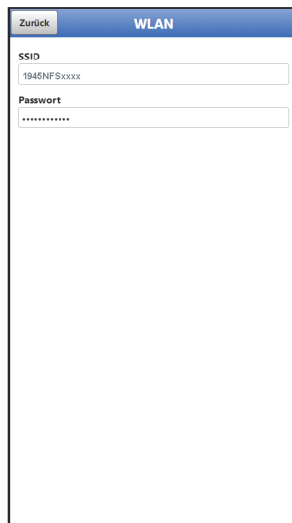 Zurück WLAN
SSID
1945NFSxxxx
Passwort
••••••••••••